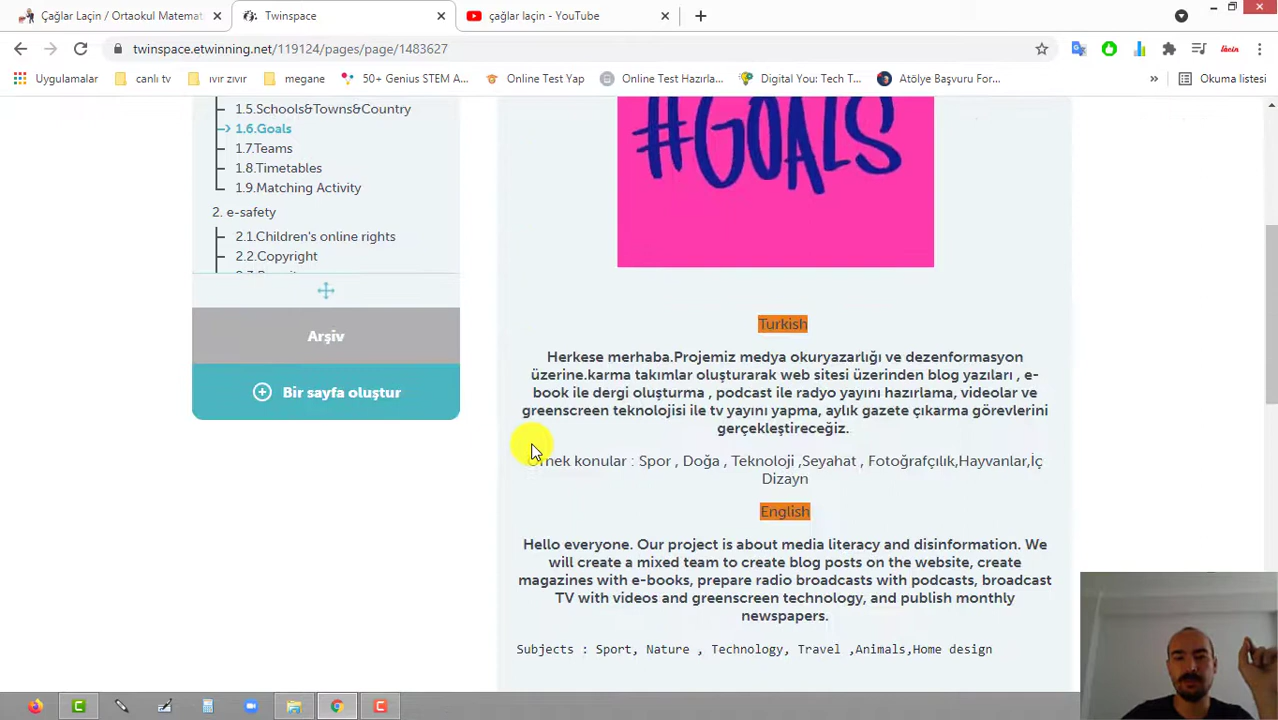 Çağlar Laçin / Ortaokul Matemat
Twinspace
çağlar laçin - YouTube
twinspace.etwinning.net/119124/pages/page/1483627
Uygulamalar
canlı tv
ıvır zıvır
megane
50+ Genius STEM A...
Online Test Yap
Online Test Hazırla...
Digital You: Tech T...
Atölye Başvuru For...
»
Okuma listesi
1.5.Schools&Towns&Country
1.6.Goals
1.7.Teams
1.8.Timetables
1.9.Matching Activity
2. e-safety
2.1.Children's online rights
2.2.Copyright
Arşiv
Bir sayfa oluştur
#GOALS
Turkish
Herkese merhaba.Projemiz medya okuryazarlığı ve dezenformasyon
üzerine.karma takımlar oluşturarak web sitesi üzerinden blog yazıları , e-
book ile dergi oluşturma , podcast ile radyo yayını hazırlama, videolar ve
greenscreen teknolojisi ile tv yayını yapma, aylık gazete çıkarma görevlerini
gerçekleştireceğiz.
Örnek konular : Spor , Doğa , Teknoloji ,Seyahat , Fotoğrafçılık,Hayvanlar,İç
Dizayn
English
Hello everyone. Our project is about media literacy and disinformation. We
will create a mixed team to create blog posts on the website, create
magazines with e-books, prepare radio broadcasts with podcasts, broadcast
TV with videos and greenscreen technology, and publish monthly
newspapers.
Subjects : Sport, Nature , Technology, Travel ,Animals,Home design